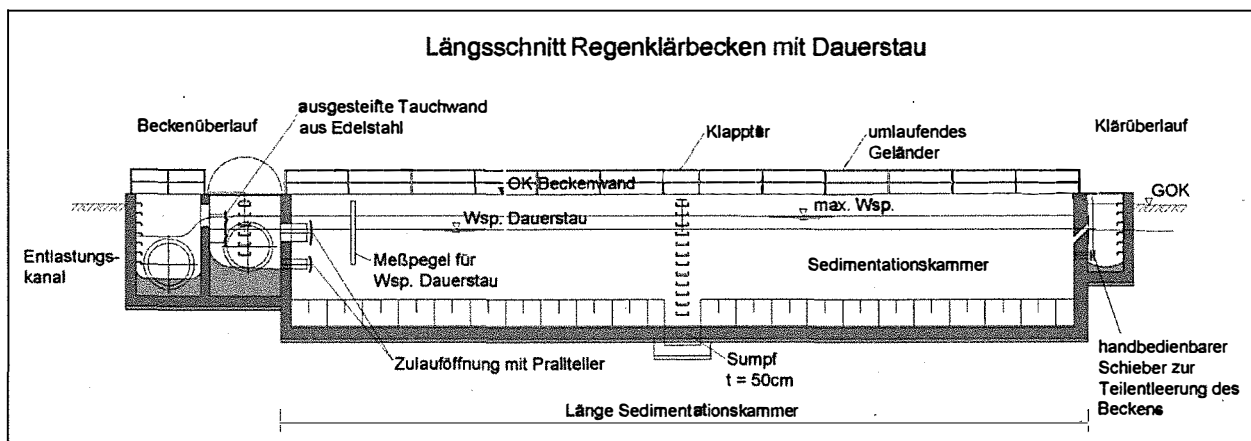 Längsschnitt Regenklärbecken mit Dauerstau
ausgesteifte Tauchwand
aus Edelstahl
Beckenüberlauf
Klapptür
umlaufendes
Geländer
Klärüberlauf
OK Beckenwand
GOK
max. Wsp.
Wsp. Dauerstau
Entlastungs-
kanal
Meßpegel für
Wsp. Dauerstau
Sedimentationskammer
Zulauföffnung mit Prallteller
Sumpf
t = 50cm
handbedienbarer
Schieber zur
Teilentleerung des
Beckens
Länge Sedimentationskammer